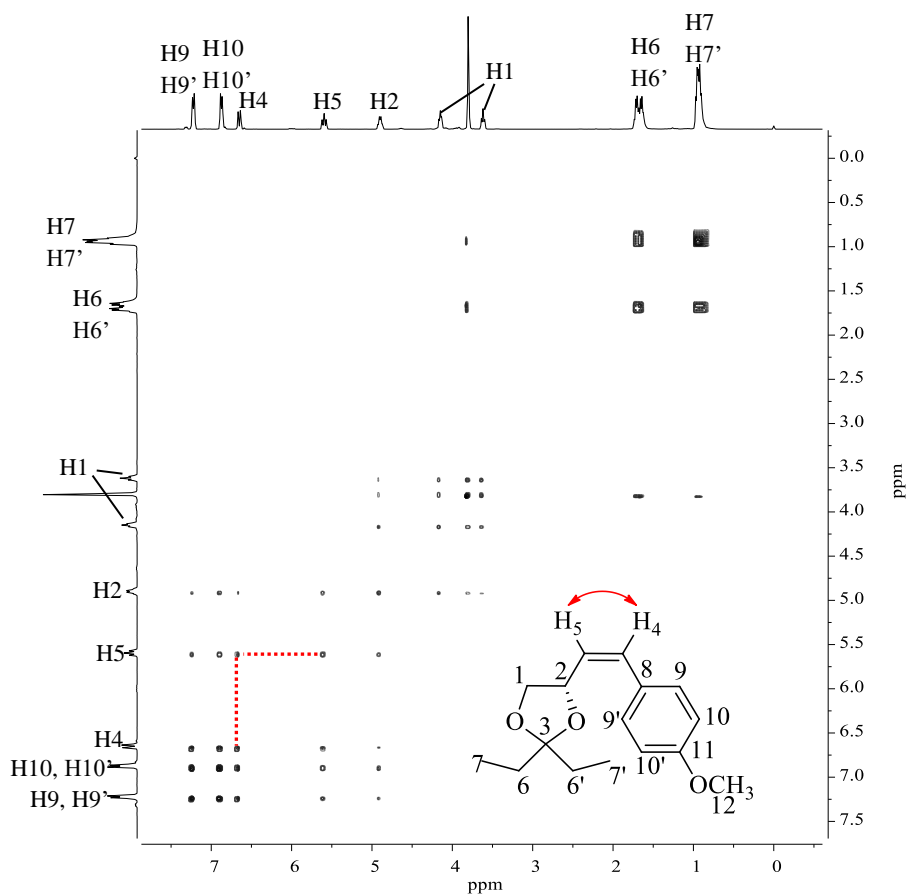 H9 H10 H6 H7
H9’ H10’ H4 H5 H2 H1 H6’ H7’
H7
H7’
H6
H6’
H1
H2
H5
H4
H10, H10’
H9, H9’
0.0
0.5
1.0
1.5
2.0
2.5
3.0
3.5
4.0
4.5
5.0
5.5
6.0
6.5
7.0
7.5
ppm
H5 H4
1 2 8 9
O O 9' 10
3 11
7 7' 10'
6 6' OCH3
12
7 6 5 4 3 2 1 0
ppm